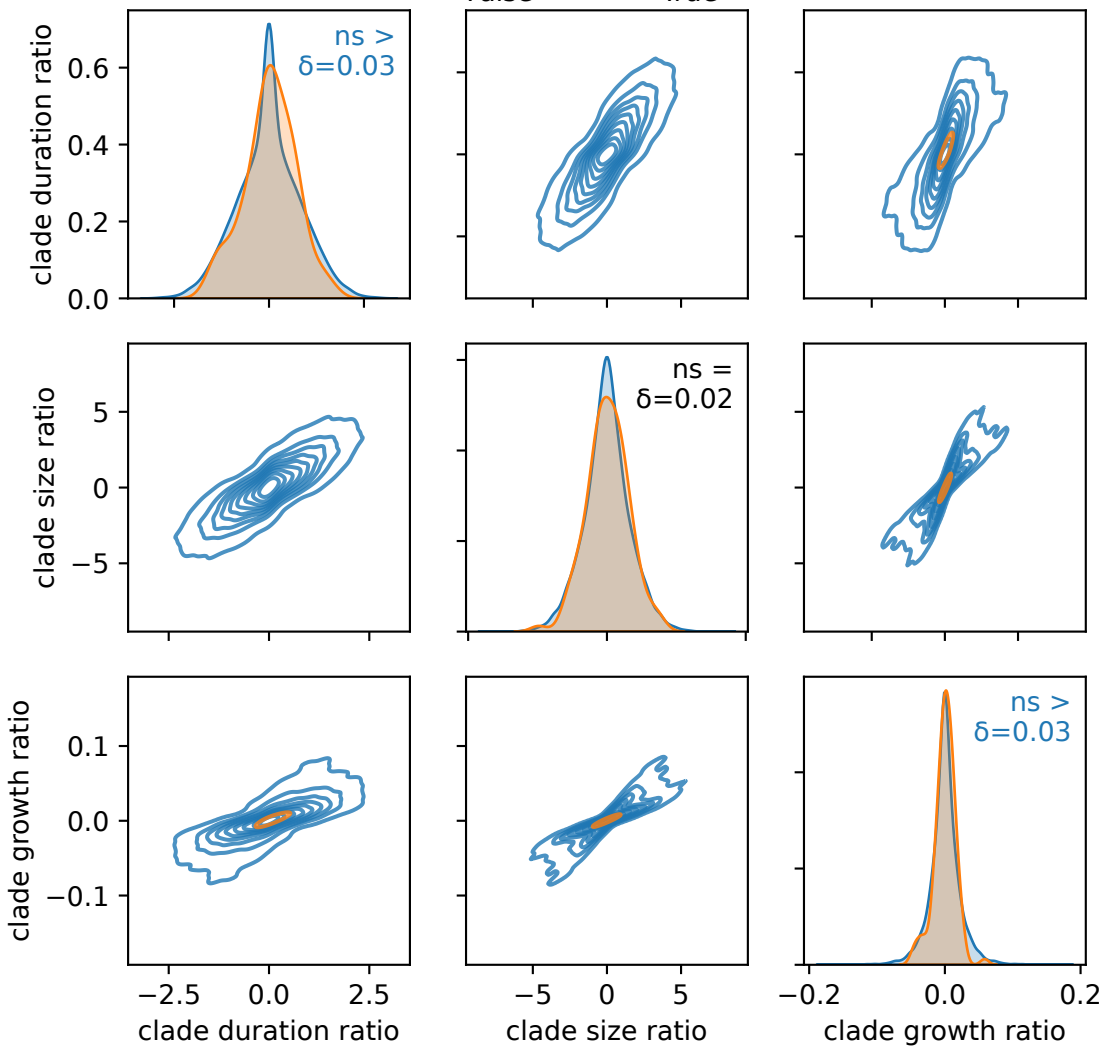 clade duration ratio
0.6
0.4
0.2
0.0
ns >
δ=0.03
clade size ratio
5
0
−5
ns =
δ=0.02
clade growth ratio
0.1
0.0
−0.1
ns >
δ=0.03
−2.5 0.0 2.5
−5 0 5
−0.2 0.0 0.2
clade duration ratio
clade size ratio
clade growth ratio